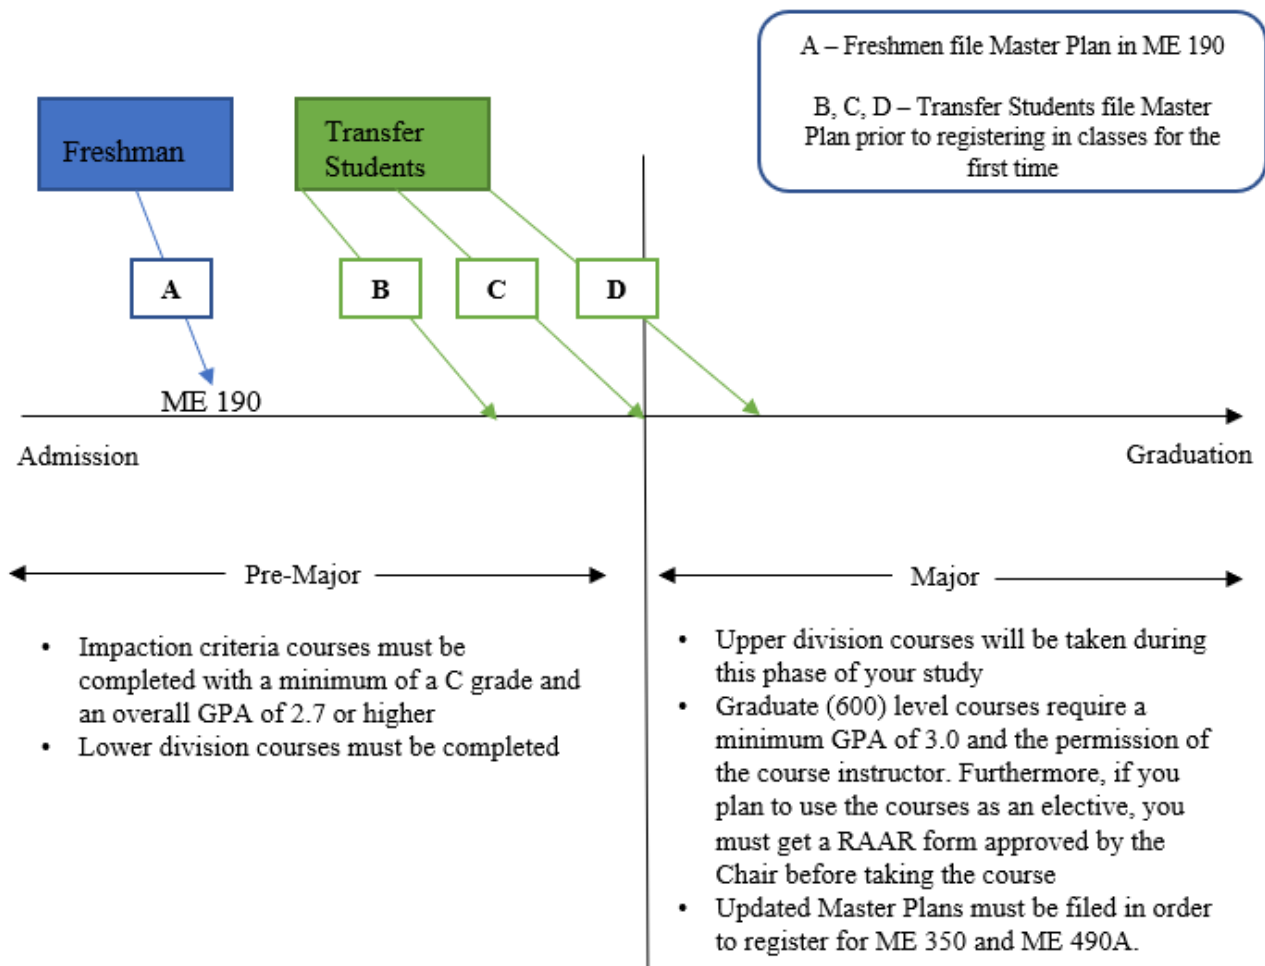 A – Freshmen file Master Plan in ME 190
B, C, D – Transfer Students file Master
Plan prior to registering in classes for the
first time
Freshman
Transfer
Students
A
B
C
D
ME 190
Admission
Graduation
Pre-Major
Major
• Impaction criteria courses must be
completed with a minimum of a C grade and
an overall GPA of 2.7 or higher
• Lower division courses must be completed
• Upper division courses will be taken during
this phase of your study
• Graduate (600) level courses require a
minimum GPA of 3.0 and the permission of
the course instructor. Furthermore, if you
plan to use the courses as an elective, you
must get a RAAR form approved by the
Chair before taking the course
• Updated Master Plans must be filed in order
to register for ME 350 and ME 490A.